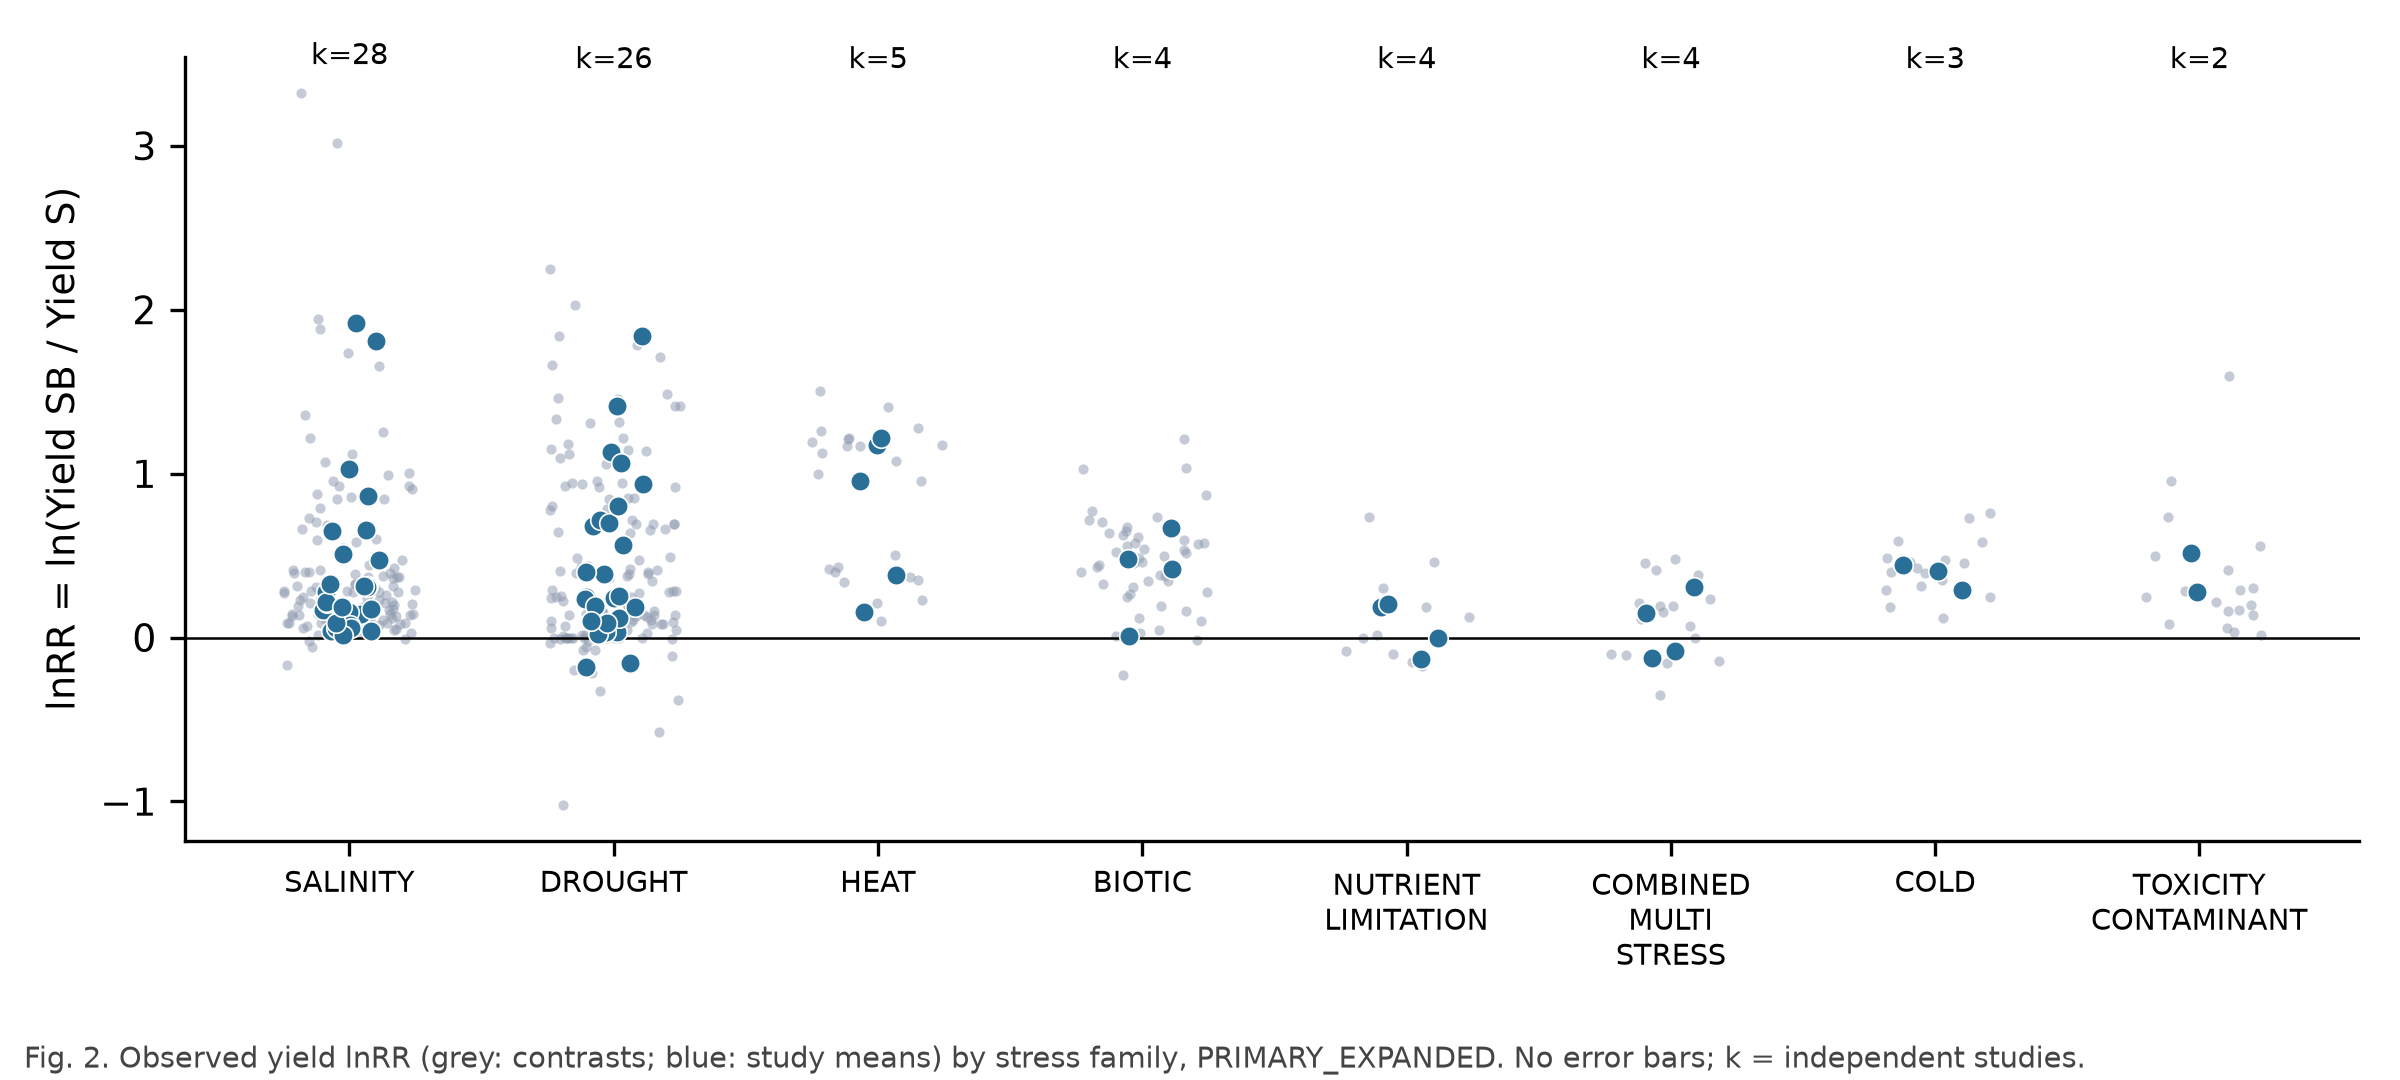 k=28 k=26 k=5 k=4 k=4 k=4 k=3 k=2
lnRR = ln(Yield SB / Yield S)
3
2
1
0
−1
SALINITY DROUGHT HEAT BIOTIC NUTRIENT LIMITATION COMBINED MULTI STRESS COLD TOXICITY CONTAMINANT
Fig. 2. Observed yield lnRR (grey: contrasts; blue: study means) by stress family, PRIMARY_EXPANDED. No error bars; k = independent studies.